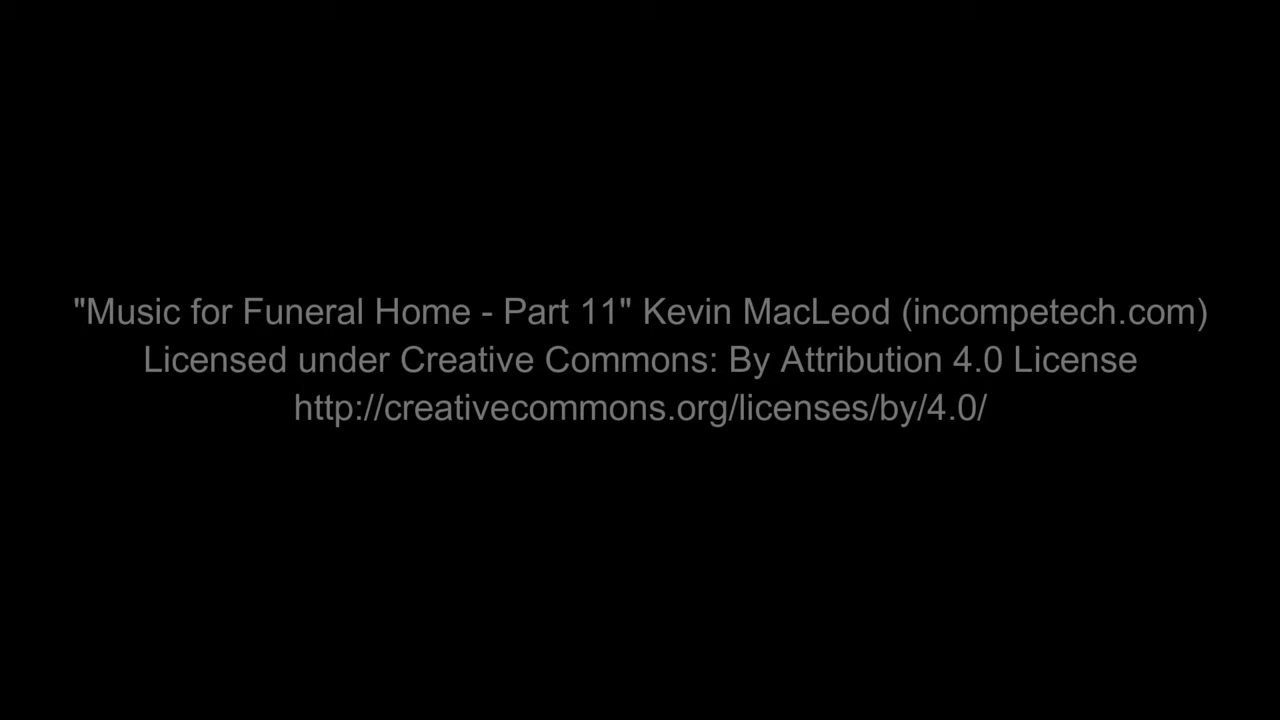 "Music for Funeral Home - Part 11" Kevin MacLeod (incompetech.com)
Licensed under Creative Commons: By Attribution 4.0 License
http://creativecommons.org/licenses/by/4.0/